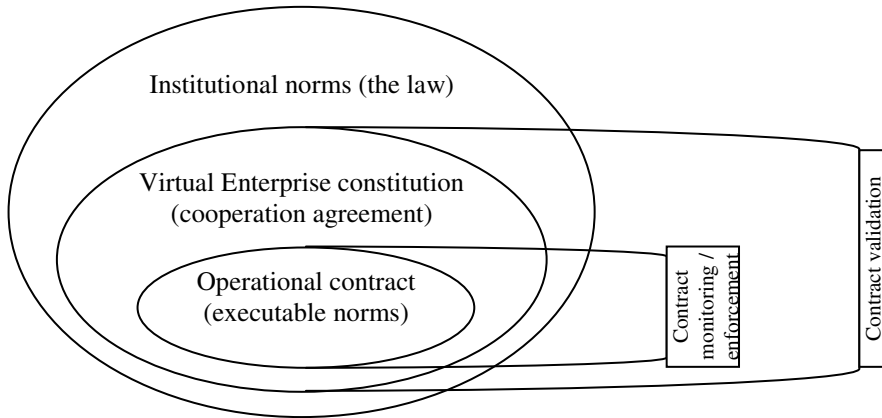 Institutional norms (the law)
Virtual Enterprise constitution
(cooperation agreement)
Operational contract
(executable norms)
Contract
monitoring /
enforcement
Contract validation